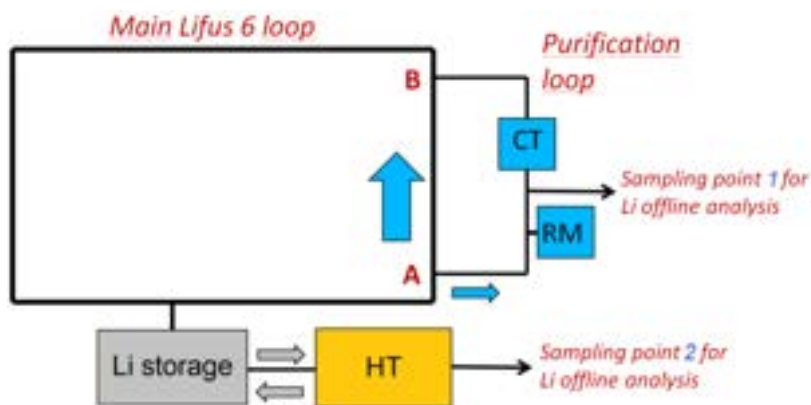 Main Lifus 6 loop
Purification
loop
B
CT
Sampling point 1 for
Li offline analysis
RM
A
Li storage
HT
Sampling point 2 for
Li offline analysis